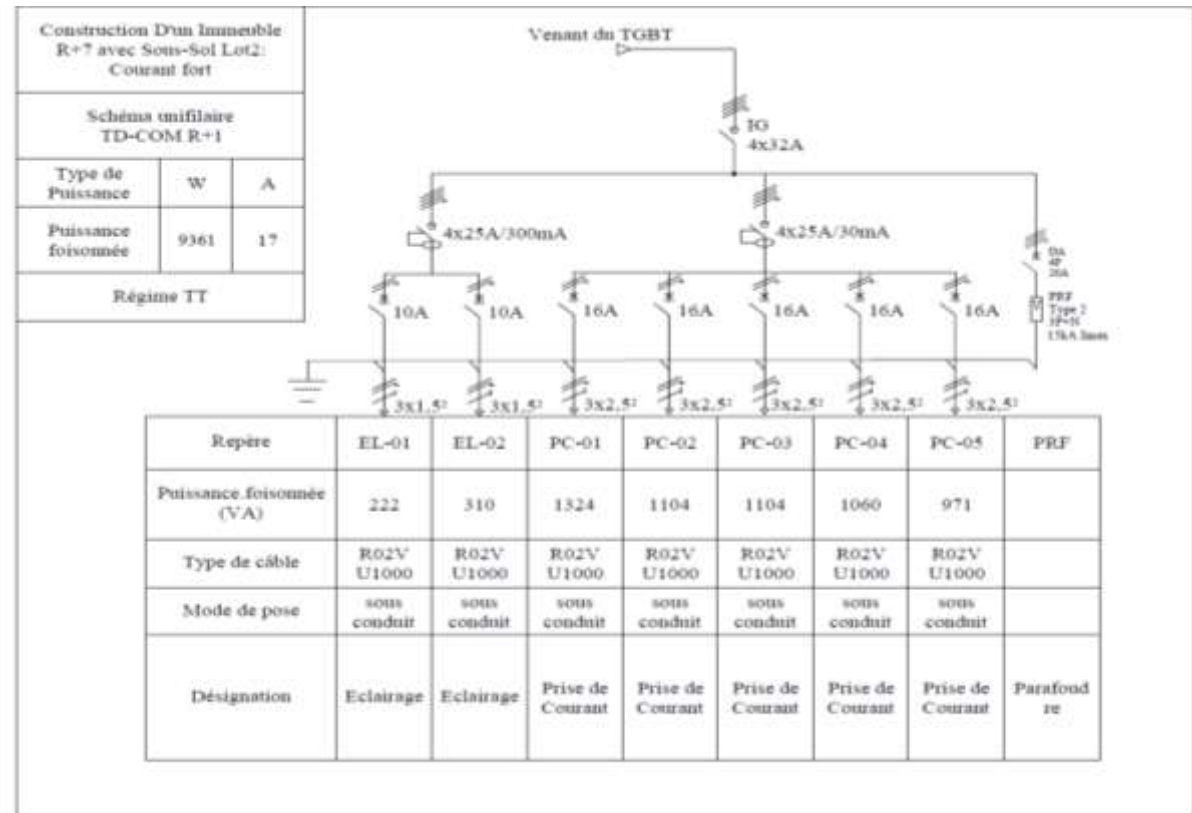 Construction D'un Immeuble
R+7 avec Sous-Sol Lot2:
Courant fort
Schéma unifilaire
TD-COM R+1
Type de
Puissance
W
A
Puissance
foisonnée
9361
17
Régime TT
Venant du TGBT
IG
4x32A
4x25A/300mA
4x25A/30mA
4P
20A
PRF
Type 2
3P+N
15kA
10A
10A
16A
16A
16A
16A
16A
3x1,5²
3x1,5²
3x2,5²
3x2,5²
3x2,5²
3x2,5²
3x2,5²
Repère
EL-01
EL-02
PC-01
PC-02
PC-03
PC-04
PC-05
PRF
Puissance.foisonnée
(VA)
222
310
1324
1104
1104
1060
971
Type de câble
R02V
U1000
R02V
U1000
R02V
U1000
R02V
U1000
R02V
U1000
R02V
U1000
R02V
U1000
Mode de pose
sous
conduit
sous
conduit
sous
conduit
sous
conduit
sous
conduit
sous
conduit
sous
conduit
Désignation
Eclairage
Eclairage
Prise de
Courant
Prise de
Courant
Prise de
Courant
Prise de
Courant
Prise de
Courant
Parafoud
re